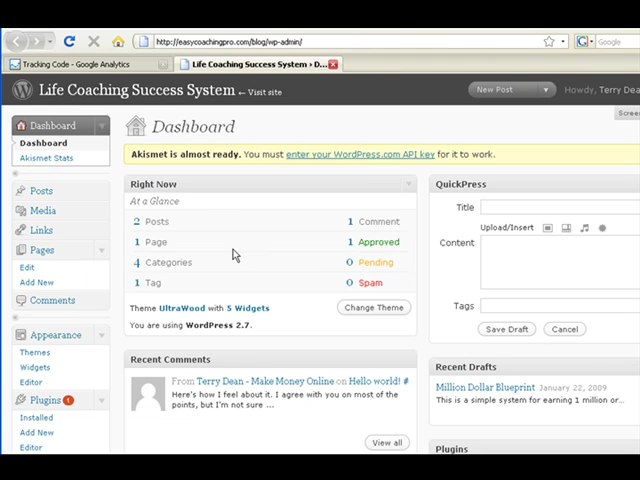 http://easycoachingpro.com/blog/wp-admin/
Google
Tracking Code - Google Analytics
Life Coaching Success System › D...
Life Coaching Success System ← Visit site
New Post
Howdy, Terry Dean
Screen
Dashboard
Dashboard
Akismet Stats
Posts
Media
Links
Pages
Edit
Add New
Comments
Appearance
Themes
Widgets
Editor
Plugins 1
Installed
Add New
Editor
Dashboard
Akismet is almost ready. You must enter your WordPress.com API key for it to work.
Right Now
At a Glance
2 Posts 1 Comment
1 Page 1 Approved
4 Categories 0 Pending
1 Tag 0 Spam
Theme UltraWood with 5 Widgets
Change Theme
You are using WordPress 2.7.
Recent Comments
From Terry Dean - Make Money Online on Hello world! #
Here's how I feel about it. I agree with you on most of the
points, but I'm not sure ...
View all
QuickPress
Title
Upload/Insert
Content
Tags
Save Draft Cancel
Recent Drafts
Million Dollar Blueprint January 22, 2009
This is a simple system for earning 1 million or...
Plugins